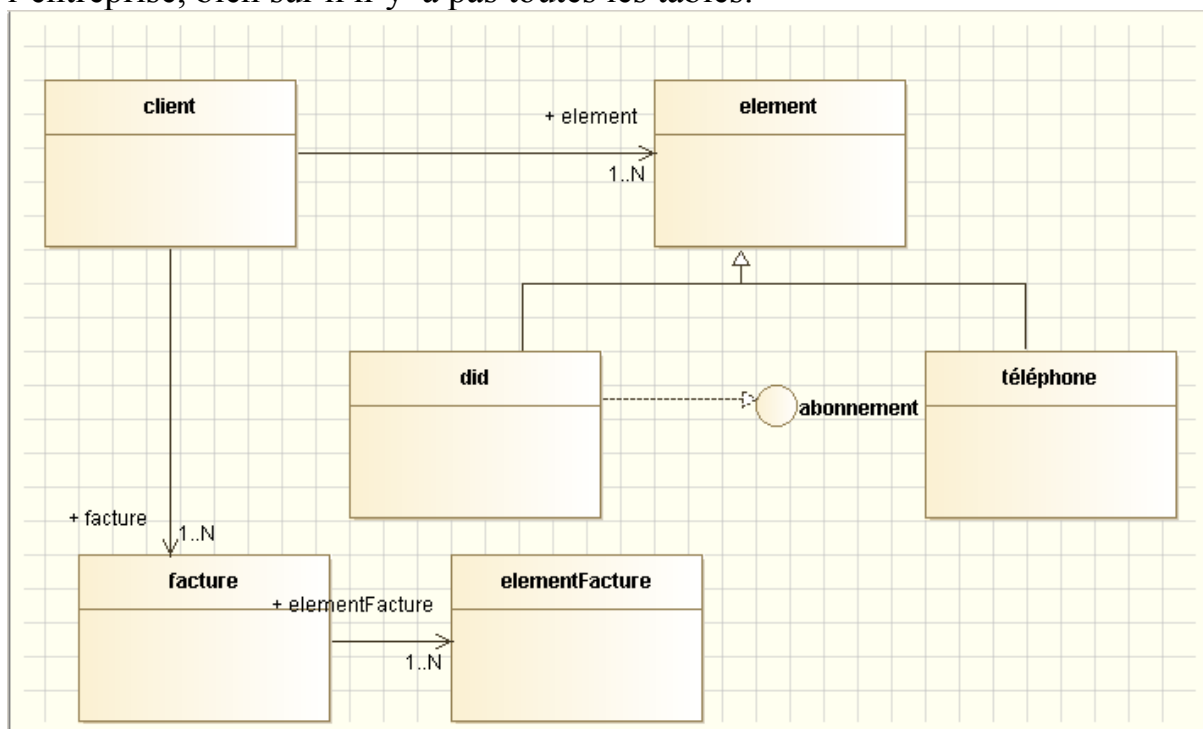 l'entreprise, bien sûr il n'y a pas toutes les tables.
client
element
+ element
1..N
did
abonnement
téléphone
+ facture
1..N
facture
elementFacture
+ elementFacture
1..N